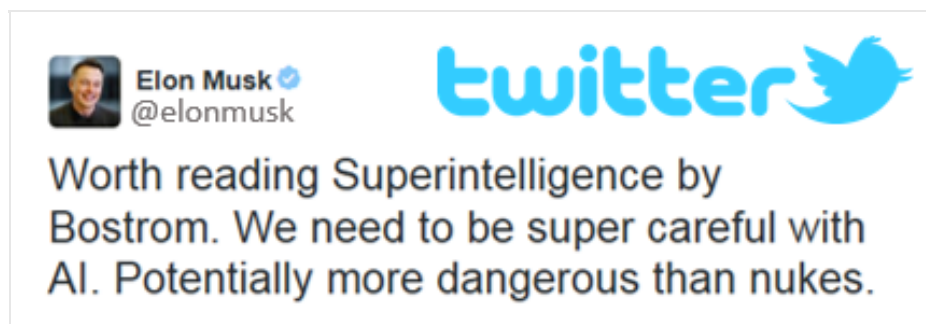 Elon Musk
twitter
@elonmusk
Worth reading Superintelligence by
Bostrom. We need to be super careful with
AI. Potentially more dangerous than nukes.